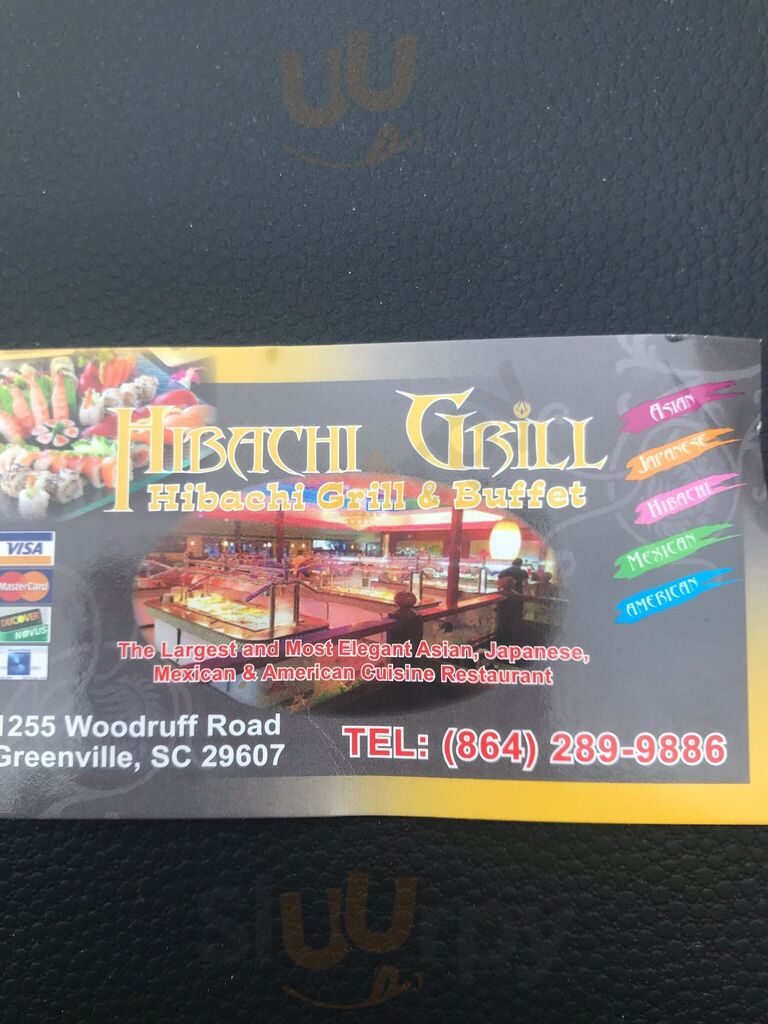 HIBACHI GRILL
Hibachi Grill & Buffet
ASIAN
JAPANESE
HIBACHI
MEXICAN
AMERICAN
VISA
MasterCard
DISCOVER
NOVUS
The Largest and Most Elegant Asian, Japanese,
Mexican & American Cuisine Restaurant
1255 Woodruff Road
Greenville, SC 29607
TEL: (864) 289-9886